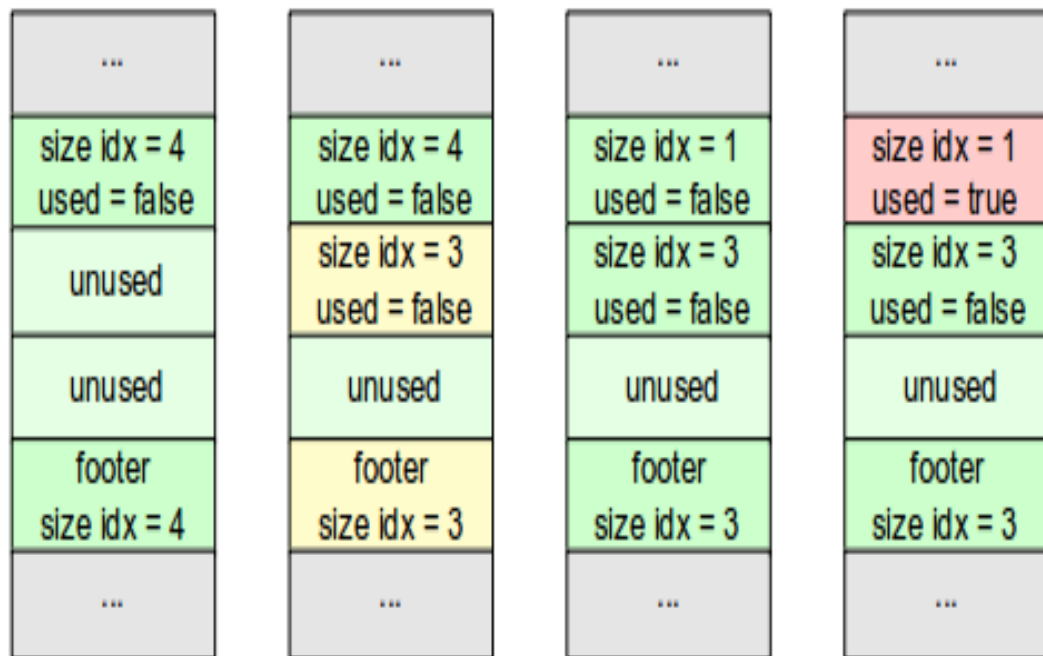 ...
size idx = 4
used = false
unused
unused
footer
size idx = 4
...
...
size idx = 4
used = false
size idx = 3
used = false
unused
footer
size idx = 3
...
...
size idx = 1
used = false
size idx = 3
used = false
unused
footer
size idx = 3
...
...
size idx = 1
used = true
size idx = 3
used = false
unused
footer
size idx = 3
...